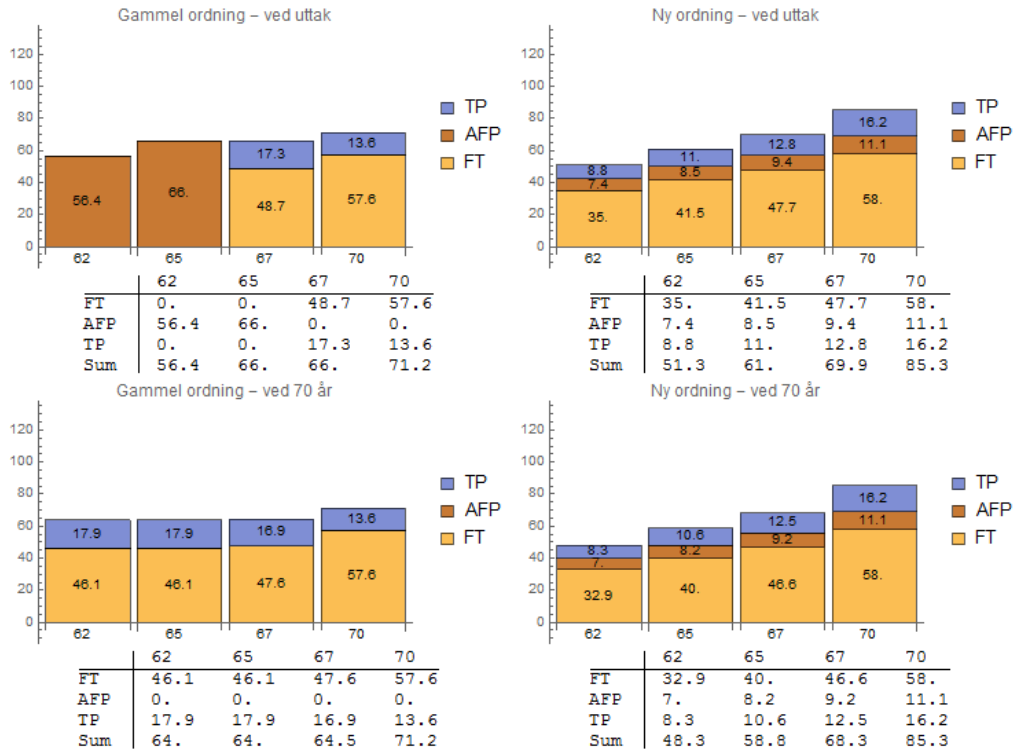 Gammel ordning – ved uttak
120
100
80
60
40
20
0
56.4
66.
17.3
48.7
13.6
57.6
62 65 67 70
TP
AFP
FT
62 65 67 70
FT 0. 0. 48.7 57.6
AFP 56.4 66. 0. 0.
TP 0. 0. 17.3 13.6
Sum 56.4 66. 66. 71.2
Ny ordning – ved uttak
120
100
80
60
40
20
0
8.8
7.4
35.
11.
8.5
41.5
12.8
9.4
47.7
16.2
11.1
58.
62 65 67 70
TP
AFP
FT
62 65 67 70
FT 35. 41.5 47.7 58.
AFP 7.4 8.5 9.4 11.1
TP 8.8 11. 12.8 16.2
Sum 51.3 61. 69.9 85.3
Gammel ordning – ved 70 år
120
100
80
60
40
20
0
17.9
46.1
17.9
46.1
16.9
47.6
13.6
57.6
62 65 67 70
TP
AFP
FT
62 65 67 70
FT 46.1 46.1 47.6 57.6
AFP 0. 0. 0. 0.
TP 17.9 17.9 16.9 13.6
Sum 64. 64. 64.5 71.2
Ny ordning – ved 70 år
120
100
80
60
40
20
0
8.3
7.
32.9
10.6
8.2
40.
12.5
9.2
46.6
16.2
11.1
58.
62 65 67 70
TP
AFP
FT
62 65 67 70
FT 32.9 40. 46.6 58.
AFP 7. 8.2 9.2 11.1
TP 8.3 10.6 12.5 16.2
Sum 48.3 58.8 68.3 85.3